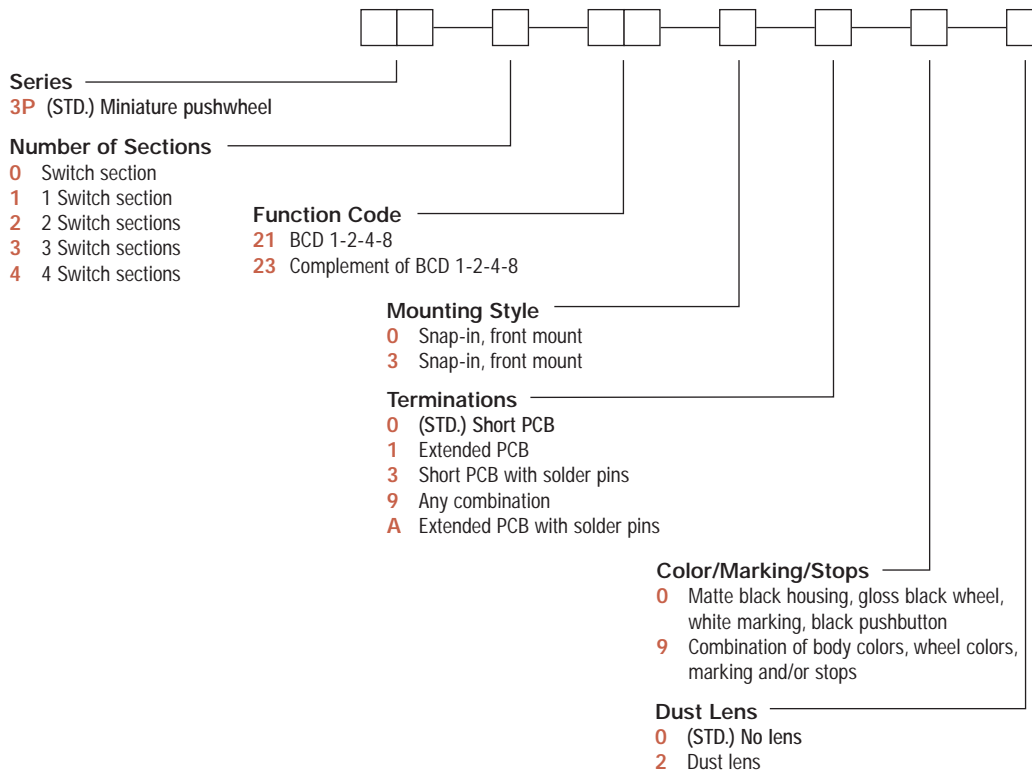 Series
3P (STD.) Miniature pushwheel
Number of Sections
0 Switch section
1 1 Switch section
2 2 Switch sections
3 3 Switch sections
4 4 Switch sections
Function Code
21 BCD 1-2-4-8
23 Complement of BCD 1-2-4-8
Mounting Style
0 Snap-in, front mount
3 Snap-in, front mount
Terminations
0 (STD.) Short PCB
1 Extended PCB
3 Short PCB with solder pins
9 Any combination
A Extended PCB with solder pins
Color/Marking/Stops
0 Matte black housing, gloss black wheel,
white marking, black pushbutton
9 Combination of body colors, wheel colors,
marking and/or stops
Dust Lens
0 (STD.) No lens
2 Dust lens